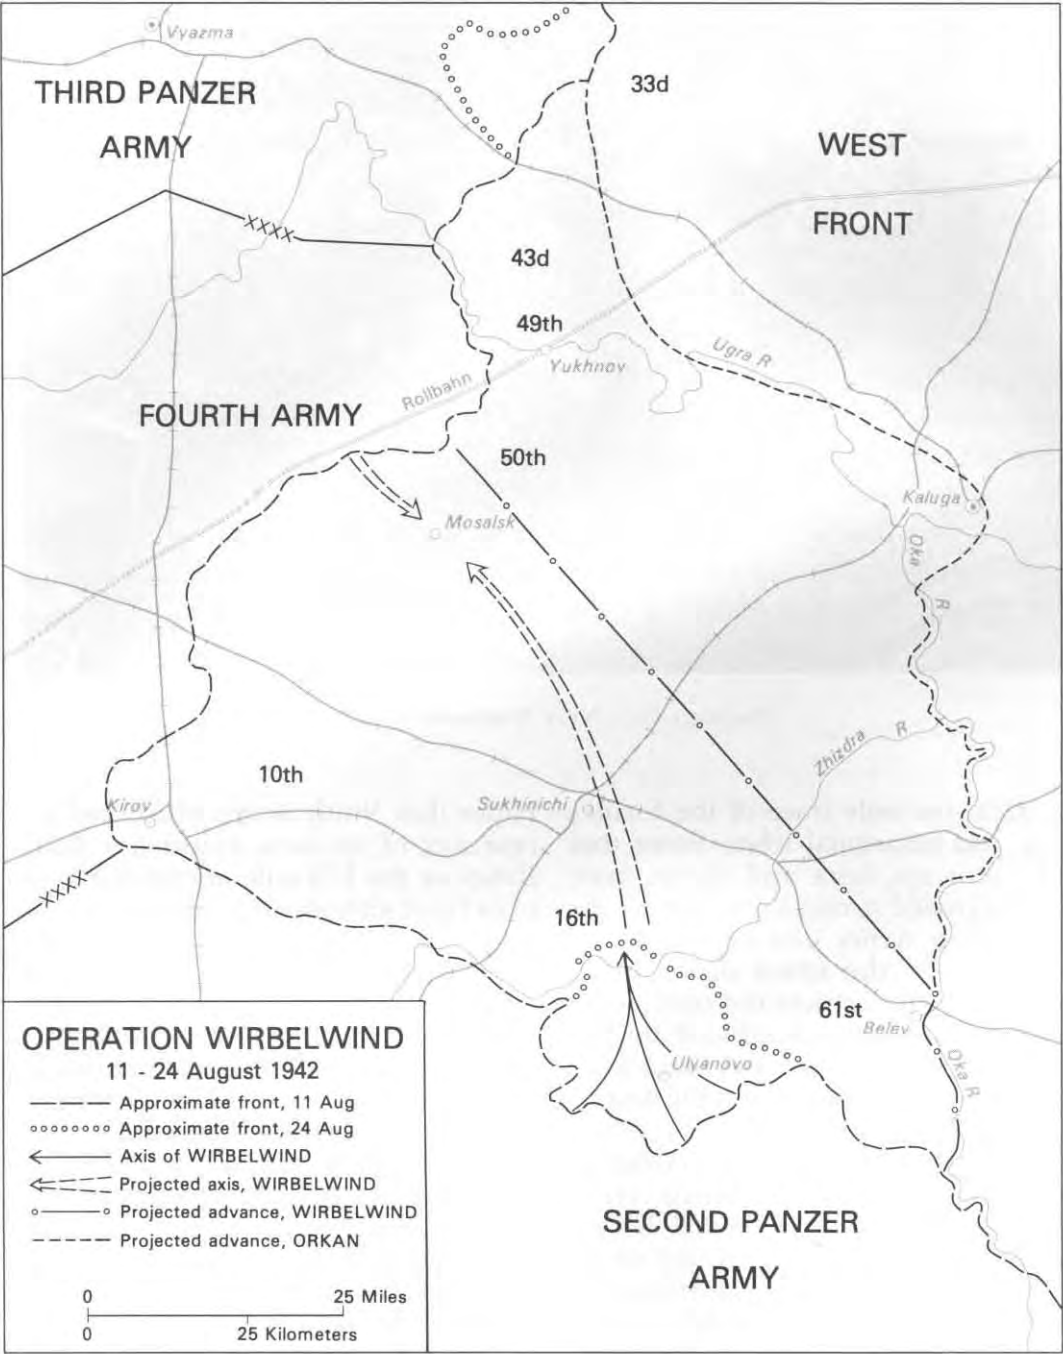 Vyazma
THIRD PANZER
ARMY
33d
WEST
FRONT
43d
49th
Yukhnov
Ugra R
Rollbahn
FOURTH ARMY
50th
Mosalsk
Kaluga
Oka
R
Zhizdra R
10th
Kirov
Sukhinichi
16th
61st
Belev
Oka R
Ulyanovo
SECOND PANZER
ARMY
XXXX
XXXX
OPERATION WIRBELWIND
11 - 24 August 1942
Approximate front, 11 Aug
Approximate front, 24 Aug
Axis of WIRBELWIND
Projected axis, WIRBELWIND
Projected advance, WIRBELWIND
Projected advance, ORKAN
0 25 Miles
0 25 Kilometers